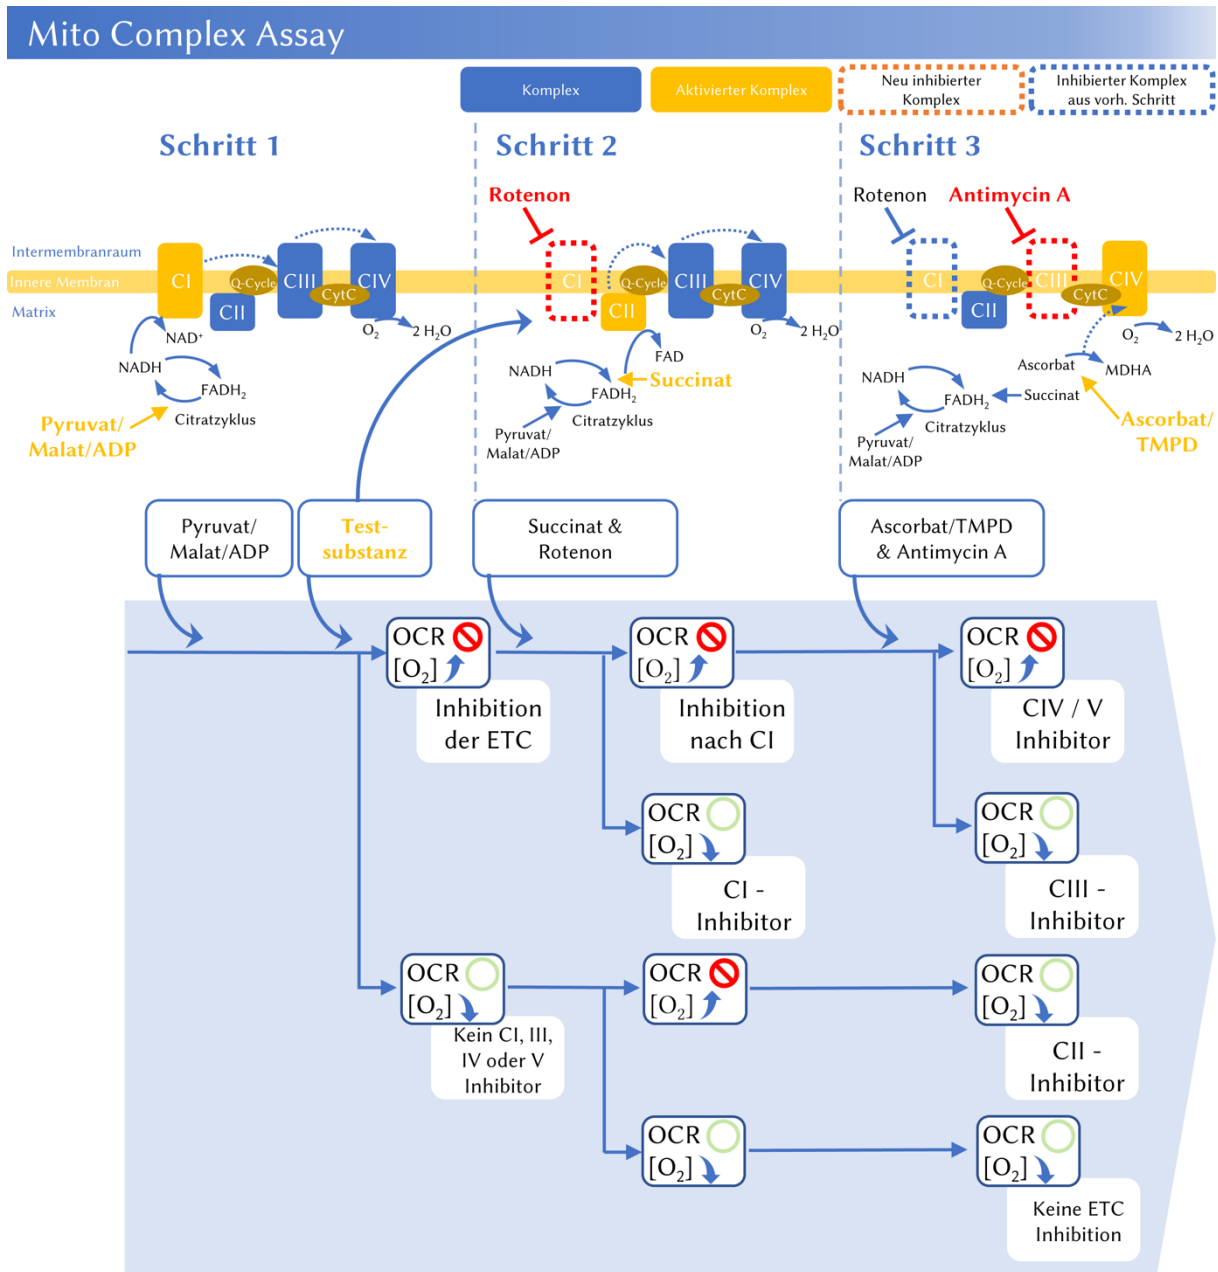 Mito Complex Assay
Komplex
Aktivierter Komplex
Neu inhibierter
Komplex
Inhibierter Komplex
aus vorh. Schritt
Schritt 1
Intermembranraum
Innere Membran
Matrix
CI
Q-Cycle
CII
CIII
CytC
CIV
NAD⁺
NADH
FADH₂
Citratzyklus
O₂
2 H₂O
Pyruvat/
Malat/ADP
Schritt 2
Rotenon
CI
Q-Cycle
CII
CIII
CytC
CIV
O₂
2 H₂O
FAD
NADH
FADH₂
Succinat
Citratzyklus
Pyruvat/
Malat/ADP
Schritt 3
Rotenon
Antimycin A
CI
Q-Cycle
CII
CIII
CytC
CIV
O₂
2 H₂O
Ascorbat
MDHA
NADH
FADH₂
Succinat
Citratzyklus
Pyruvat/
Malat/ADP
Ascorbat/
TMPD
Pyruvat/
Malat/ADP
Test-
substanz
Succinat &
Rotenon
Ascorbat/TMPD
& Antimycin A
OCR
[O₂]
Inhibition
der ETC
OCR
[O₂]
Inhibition
nach CI
OCR
[O₂]
CIV / V
Inhibitor
OCR
[O₂]
CI -
Inhibitor
OCR
[O₂]
CIII -
Inhibitor
OCR
[O₂]
Kein CI, III,
IV oder V
Inhibitor
OCR
[O₂]
OCR
[O₂]
CII -
Inhibitor
OCR
[O₂]
OCR
[O₂]
Keine ETC
Inhibition